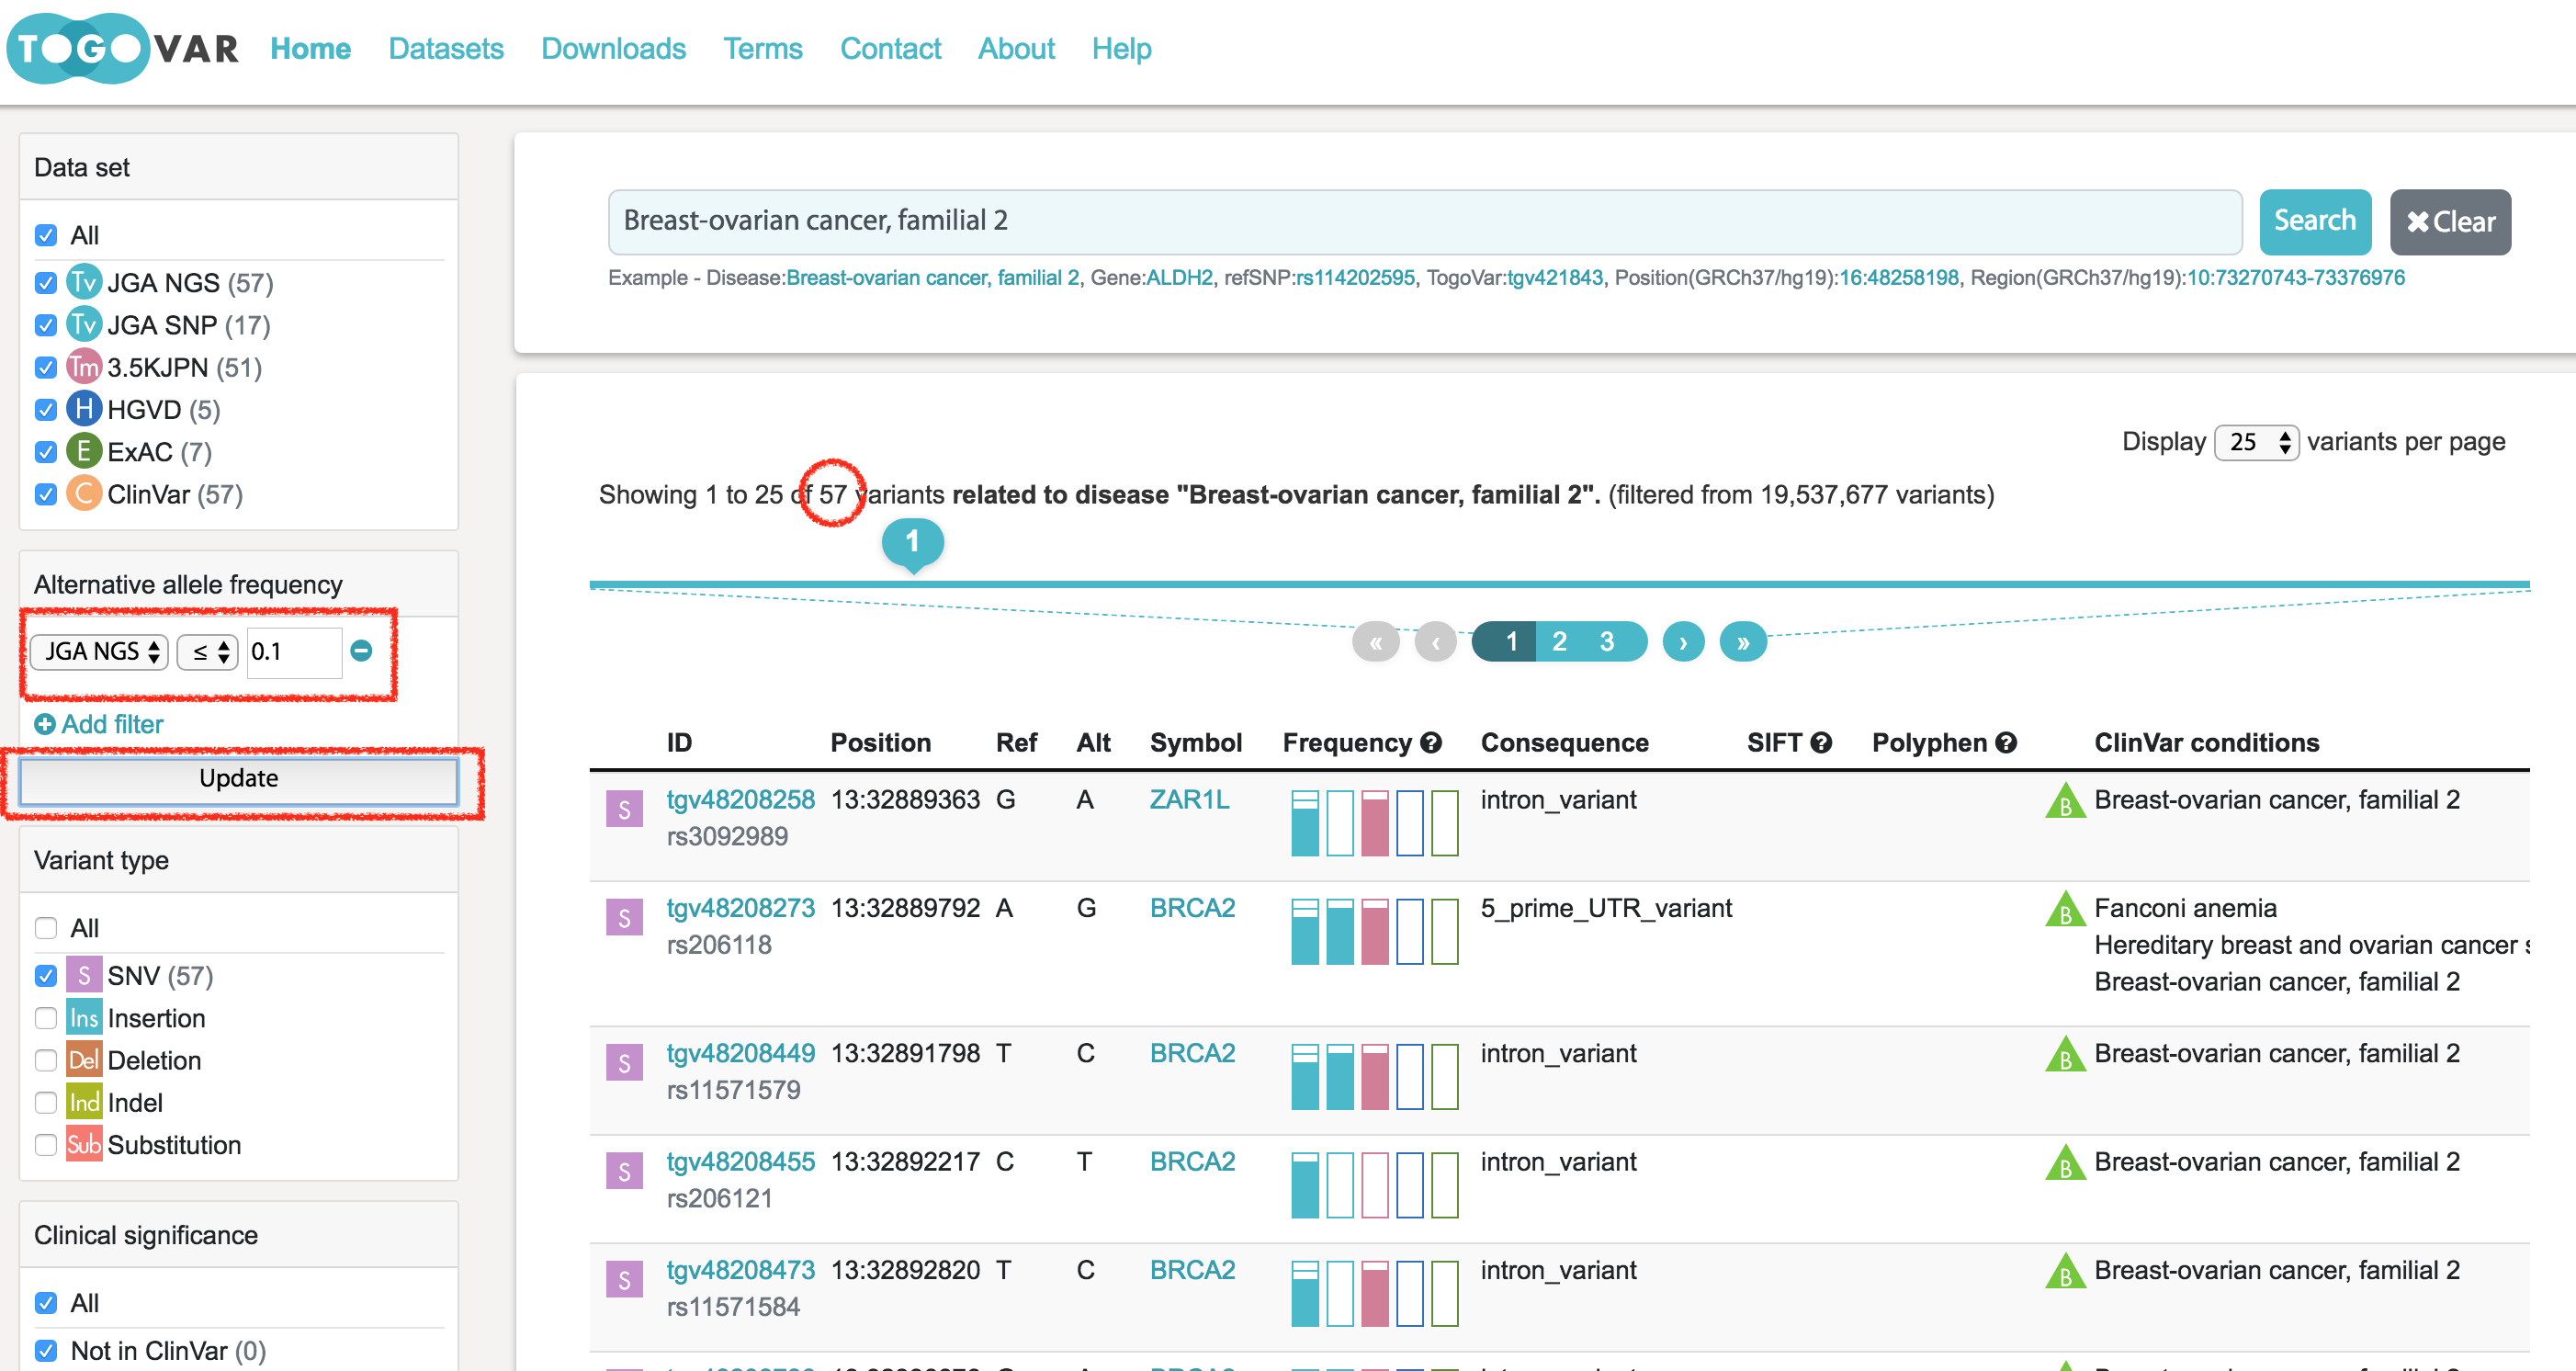 TOGO VAR Home Datasets Downloads Terms Contact About Help
Data set
All
Tv JGA NGS (57)
Tv JGA SNP (17)
Tm 3.5KJPN (51)
H HGVD (5)
E ExAC (7)
C ClinVar (57)
Alternative allele frequency
JGA NGS ≤ 0.1
Add filter
Update
Variant type
All
S SNV (57)
Ins Insertion
Del Deletion
Ind Indel
Sub Substitution
Clinical significance
All
Not in ClinVar (0)
Breast-ovarian cancer, familial 2 Search Clear
Example - Disease:Breast-ovarian cancer, familial 2, Gene:ALDH2, refSNP:rs114202595, TogoVar:tgv421843, Position(GRCh37/hg19):16:48258198, Region(GRCh37/hg19):10:73270743-73376976
Display 25 variants per page
Showing 1 to 25 of 57 variants related to disease "Breast-ovarian cancer, familial 2". (filtered from 19,537,677 variants)
1
« ‹ 1 2 3 › »
ID Position Ref Alt Symbol Frequency ? Consequence SIFT ? Polyphen ? ClinVar conditions
S tgv48208258 13:32889363 G A ZAR1L intron_variant B Breast-ovarian cancer, familial 2
rs3092989
S tgv48208273 13:32889792 A G BRCA2 5_prime_UTR_variant B Fanconi anemia
rs206118 Hereditary breast and ovarian cancer
Breast-ovarian cancer, familial 2
S tgv48208449 13:32891798 T C BRCA2 intron_variant B Breast-ovarian cancer, familial 2
rs11571579
S tgv48208455 13:32892217 C T BRCA2 intron_variant B Breast-ovarian cancer, familial 2
rs206121
S tgv48208473 13:32892820 T C BRCA2 intron_variant B Breast-ovarian cancer, familial 2
rs11571584